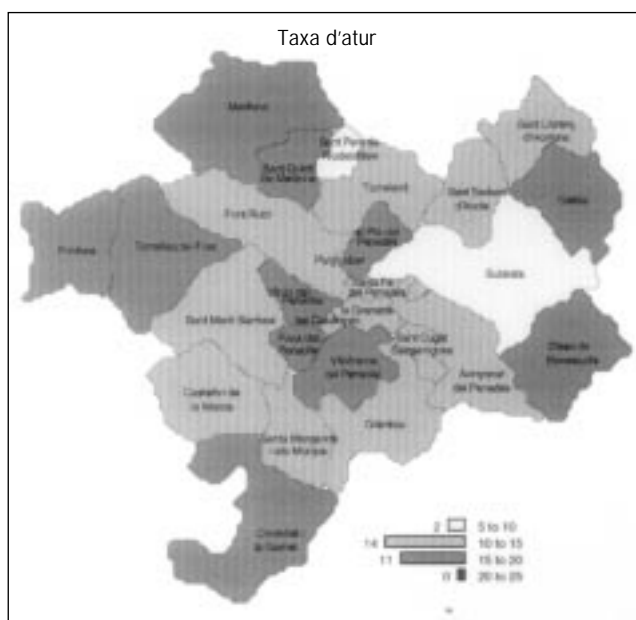 Taxa d'atur
Mediona
Sant Pere de
Sant Quintí
de Mediona
Sant Llorenç
d'Hortons
Font Rubí
Torrelavit
Sant Sadurní
d'Anoia
Gelida
Pontons
Torrelles de Foix
el Pla del
Penedès
Puigdàlber
Subirats
Santa Fe
del Penedès
la Granada
Sant Martí Sarroca
Pacs del
Penedès
Vilafranca
del Penedès
Sant Cugat
Sesgarrigues
Avinyonet
del Penedès
Olesa de
Bonesvalls
Castellví de
la Marca
Santa Margarida
i els Monjos
Olèrdola
Castellet i
la Gornal
2 5 to 10
14 10 to 15
11 15 to 20
0 20 to 25